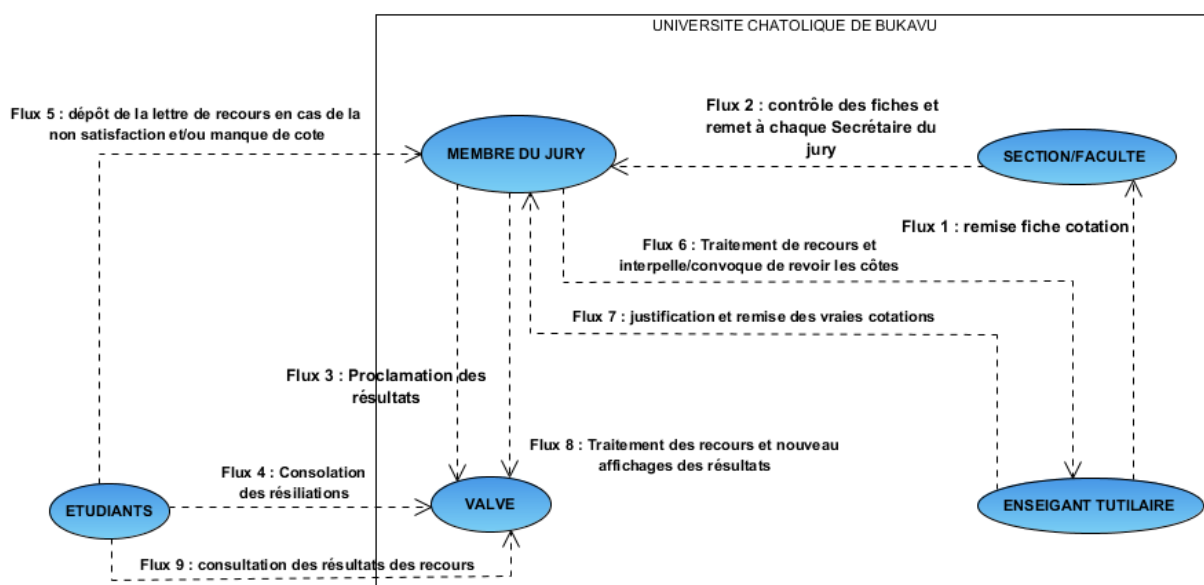 UNIVERSITE CHATOLIQUE DE BUKAVU
Flux 5 : dépôt de la lettre de recours en cas de la
non satisfaction et/ou manque de cote
Flux 2 : contrôle des fiches et
remet à chaque Secrétaire du
jury
MEMBRE DU JURY
SECTION/FACULTE
Flux 1 : remise fiche cotation
Flux 6 : Traitement de recours et
interpelle/convoque de revoir les côtes
Flux 7 : justification et remise des vraies cotations
Flux 3 : Proclamation des
résultats
Flux 8 : Traitement des recours et nouveau
affichages des résultats
Flux 4 : Consolation
des résiliations
ETUDIANTS
VALVE
ENSEIGANT TUTILAIRE
Flux 9 : consultation des résultats des recours